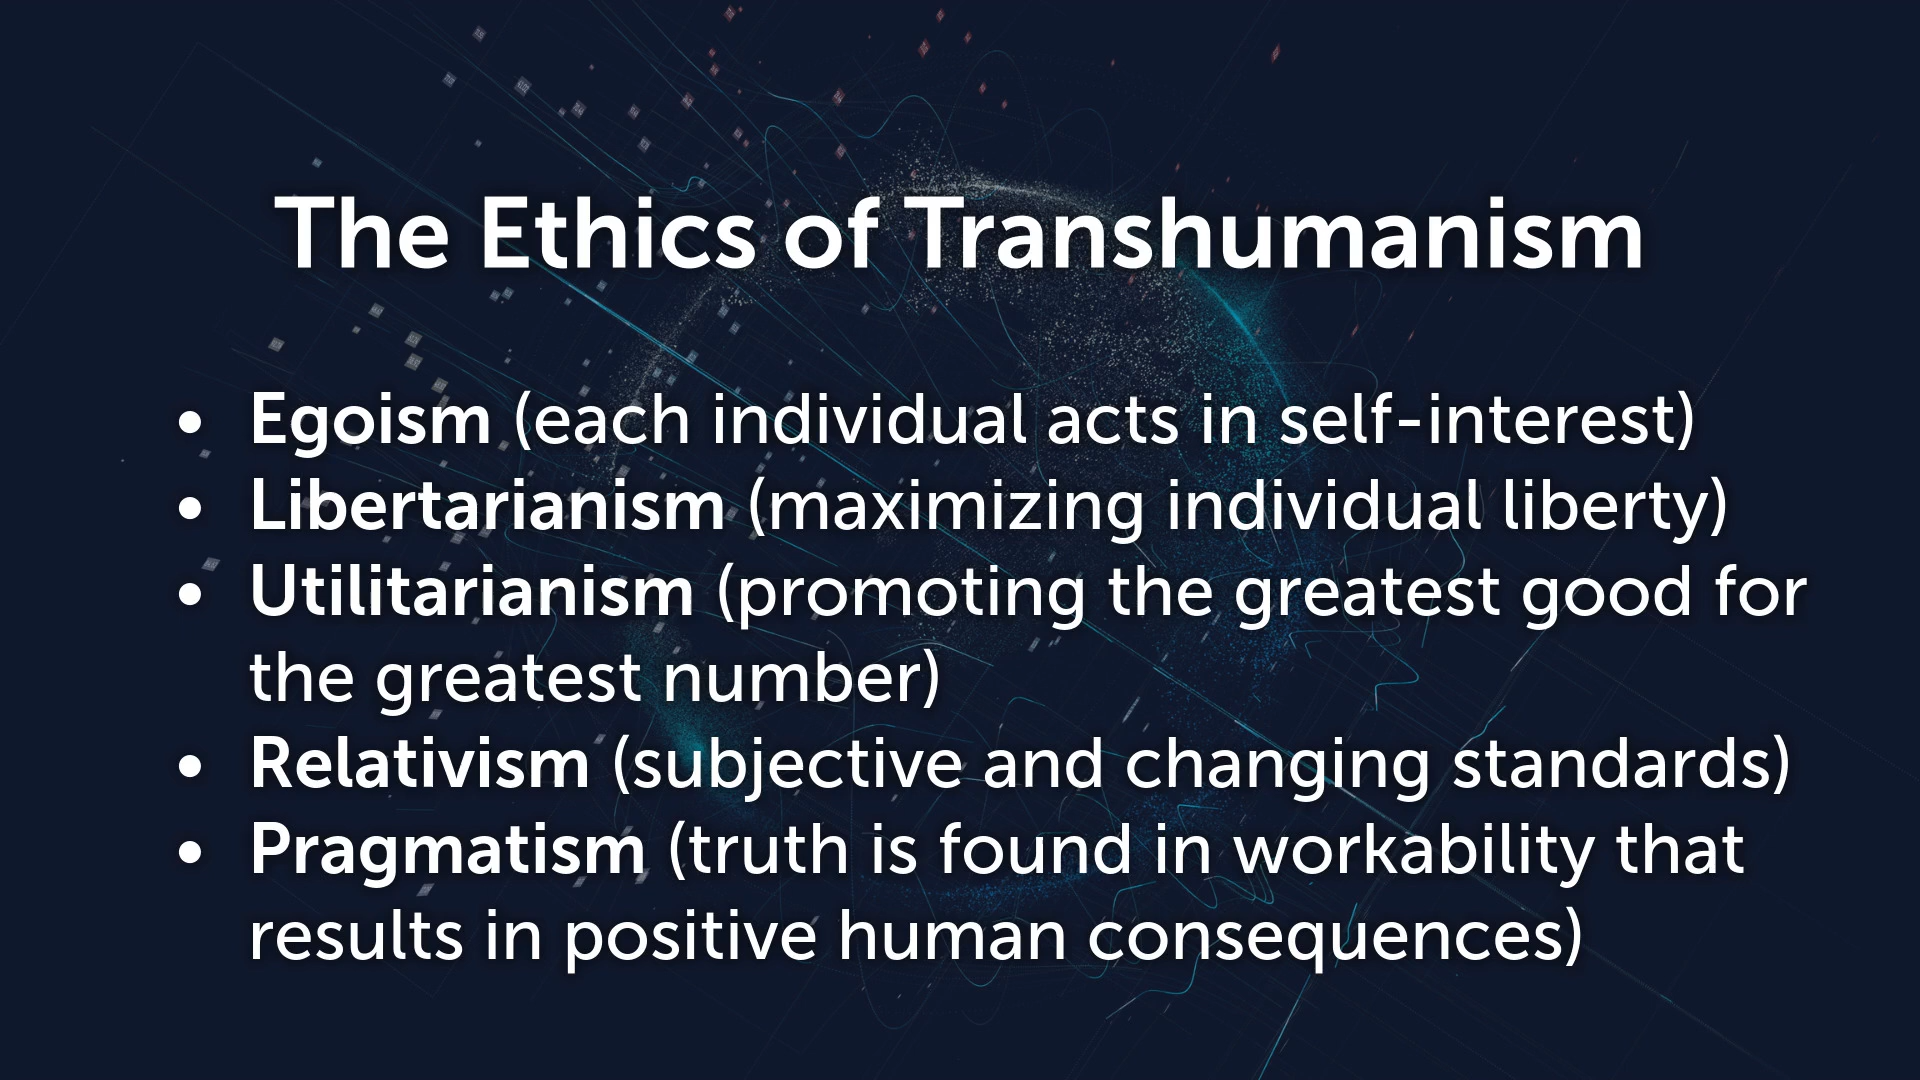 The Ethics of Transhumanism
• Egoism (each individual acts in self-interest)
• Libertarianism (maximizing individual liberty)
• Utilitarianism (promoting the greatest good for
the greatest number)
• Relativism (subjective and changing standards)
• Pragmatism (truth is found in workability that
results in positive human consequences)